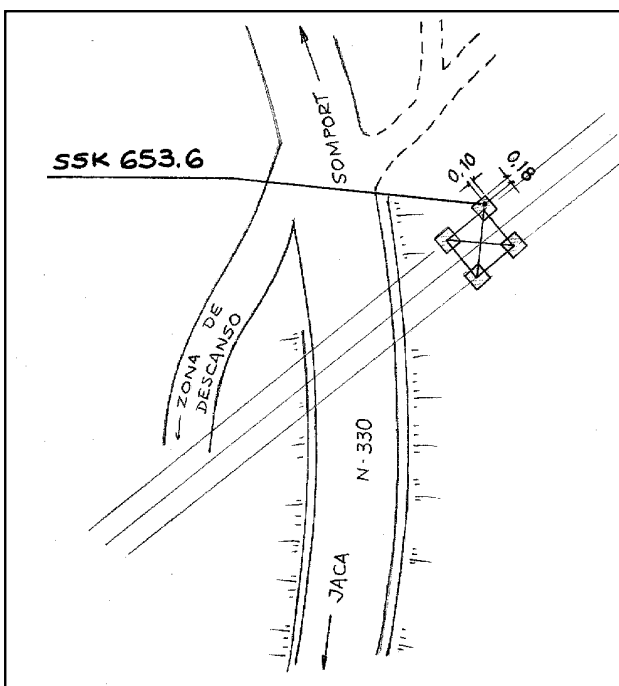 SOMPORT
SSK 653.6
0,10
0,18
← ZONA DE
DESCANSO
N-330
← JACA